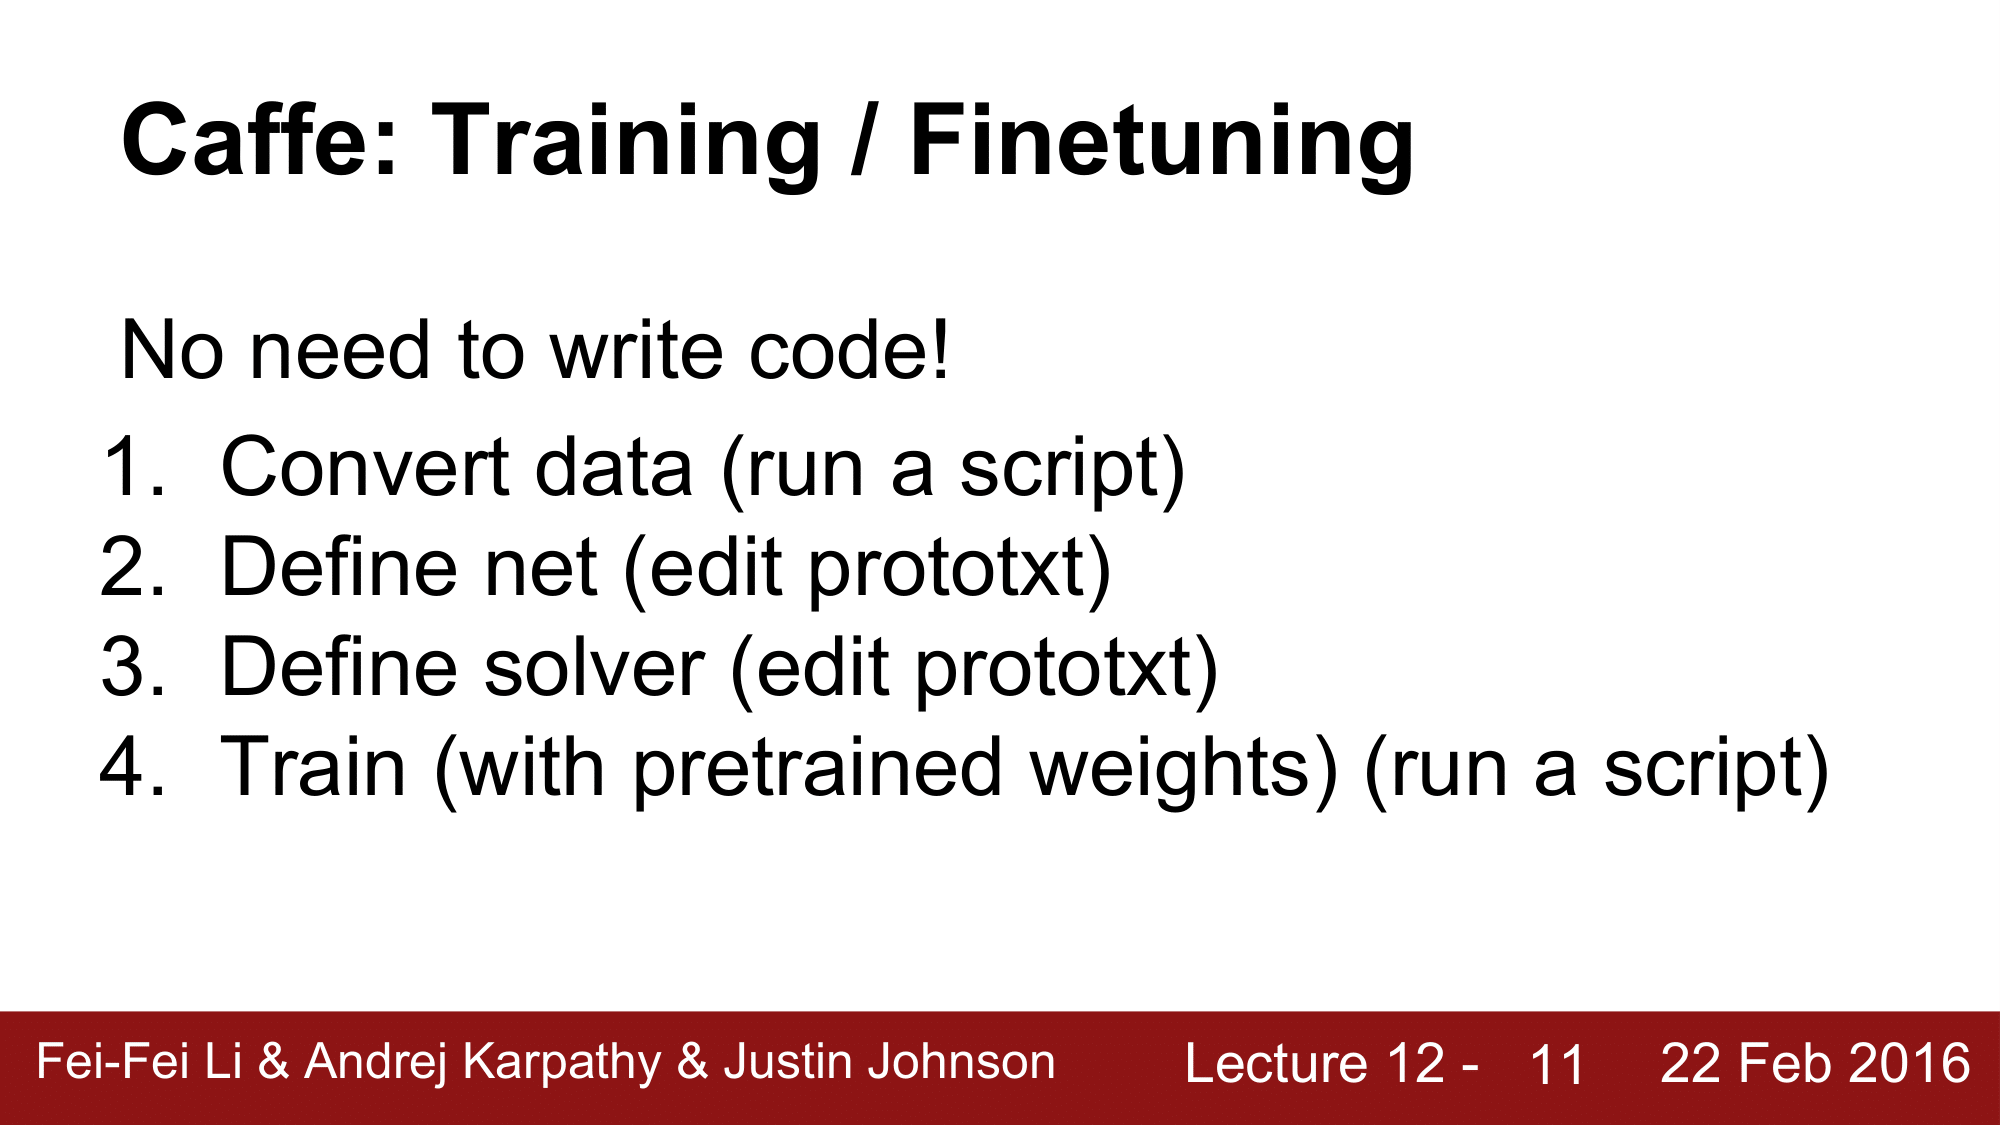 Caffe: Training / Finetuning
No need to write code!
1. Convert data (run a script)
2. Define net (edit prototxt)
3. Define solver (edit prototxt)
4. Train (with pretrained weights) (run a script)
Fei-Fei Li & Andrej Karpathy & Justin Johnson Lecture 12 - 11 22 Feb 2016